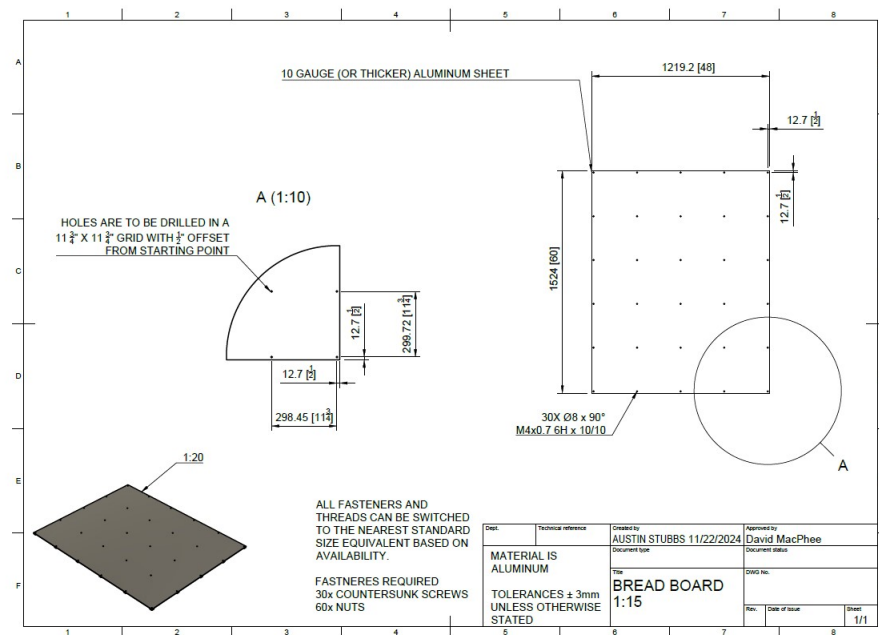 1 2 3 4 5 6 7 8
A
B
C
D
E
F
10 GAUGE (OR THICKER) ALUMINUM SHEET
1219.2 [48]
12.7 [1/2]
12.7 [1/2]
1524 [60]
A (1:10)
HOLES ARE TO BE DRILLED IN A
11 3/4" X 11 3/4" GRID WITH 1/2" OFFSET
FROM STARTING POINT
12.7 [1/2]
299.72 [11 3/4]
12.7 [1/2]
298.45 [11 3/4]
30X Ø8 x 90°
M4x0.7 6H x 10/10
A
1:20
ALL FASTENERS AND
THREADS CAN BE SWITCHED
TO THE NEAREST STANDARD
SIZE EQUIVALENT BASED ON
AVAILABILITY.
FASTNERES REQUIRED
30x COUNTERSUNK SCREWS
60x NUTS
Dept.
Technical reference
Created by
AUSTIN STUBBS 11/22/2024
Approved by
David MacPhee
MATERIAL IS
ALUMINUM
TOLERANCES ± 3mm
UNLESS OTHERWISE
STATED
Document type
Document status
Title
BREAD BOARD
1:15
DWG No.
Rev.
Date of issue
Sheet
1/1
A
B
C
D
E
F
1 2 3 4 5 6 7 8